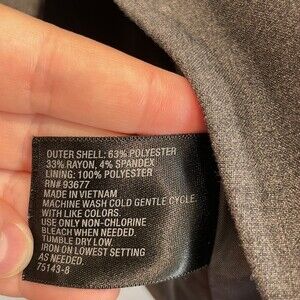 OUTER SHELL: 63% POLYESTER
33% RAYON, 4% SPANDEX
LINING: 100% POLYESTER
RN# 93677
MADE IN VIETNAM
MACHINE WASH COLD GENTLE CYCLE.
WITH LIKE COLORS.
USE ONLY NON-CHLORINE
BLEACH WHEN NEEDED.
TUMBLE DRY LOW.
IRON ON LOWEST SETTING
AS NEEDED.
75143-8